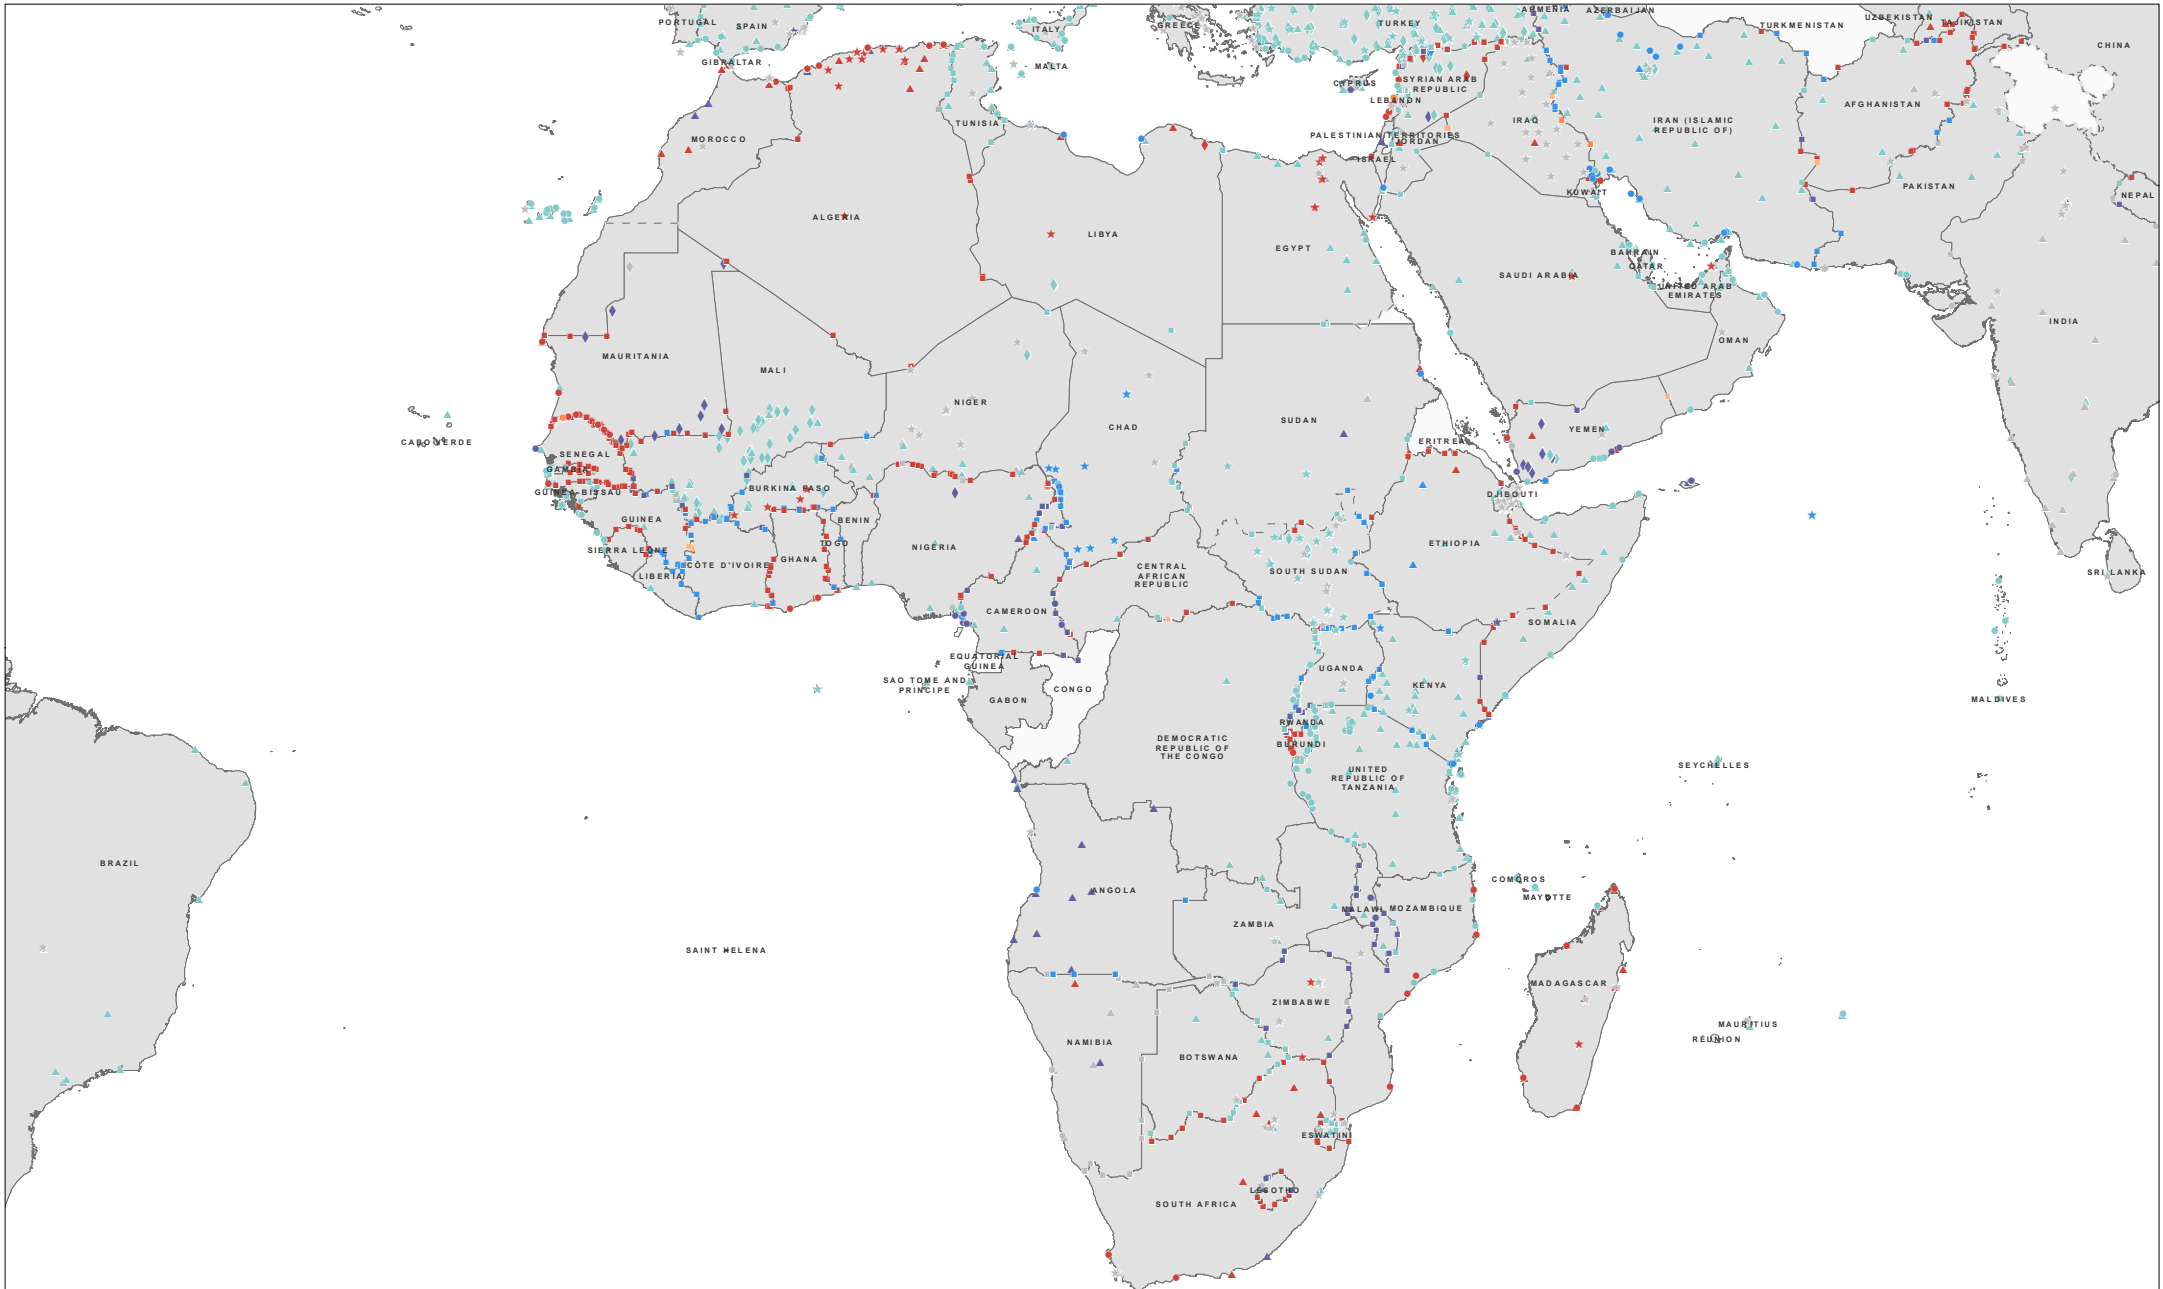 PORTUGAL
SPAIN
GIBRALTAR
ITALY
MALTA
GREECE
TURKEY
ARMENIA
AZERBAIJAN
TURKMENISTAN
UZBEKISTAN
TAJIKISTAN
CHINA
CYPRUS
SYRIAN ARAB
REPUBLIC
LEBANON
PALESTINIAN TERRITORIES
JORDAN
ISRAEL
IRAQ
IRAN (ISLAMIC
REPUBLIC OF)
AFGHANISTAN
PAKISTAN
NEPAL
KUWAIT
MOROCCO
TUNISIA
ALGERIA
LIBYA
EGYPT
SAUDI ARABIA
BAHRAIN
QATAR
UNITED ARAB
EMIRATES
OMAN
INDIA
MAURITANIA
MALI
NIGER
CHAD
SUDAN
ERITREA
YEMEN
DJIBOUTI
CABO VERDE
SENEGAL
GAMBIA
GUINEA-BISSAU
GUINEA
SIERRA LEONE
LIBERIA
CÔTE D'IVOIRE
BURKINA FASO
GHANA
TOGO
BENIN
NIGERIA
CAMEROON
CENTRAL
AFRICAN
REPUBLIC
SOUTH SUDAN
ETHIOPIA
SOMALIA
SRI LANKA
MALDIVES
EQUATORIAL
GUINEA
SAO TOME AND
PRINCIPE
GABON
CONGO
DEMOCRATIC
REPUBLIC OF
THE CONGO
UGANDA
KENYA
RWANDA
BURUNDI
UNITED
REPUBLIC OF
TANZANIA
SEYCHELLES
BRAZIL
SAINT HELENA
ANGOLA
ZAMBIA
MALAWI
MOZAMBIQUE
COMOROS
MAYOTTE
MADAGASCAR
MAURITIUS
RÉUNION
ZIMBABWE
NAMIBIA
BOTSWANA
ESWATINI
LESOTHO
SOUTH AFRICA